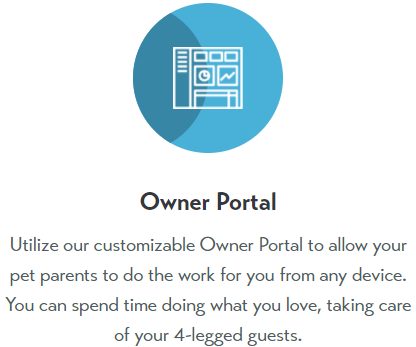 Owner Portal
Utilize our customizable Owner Portal to allow your
pet parents to do the work for you from any device.
You can spend time doing what you love, taking care
of your 4-legged guests.